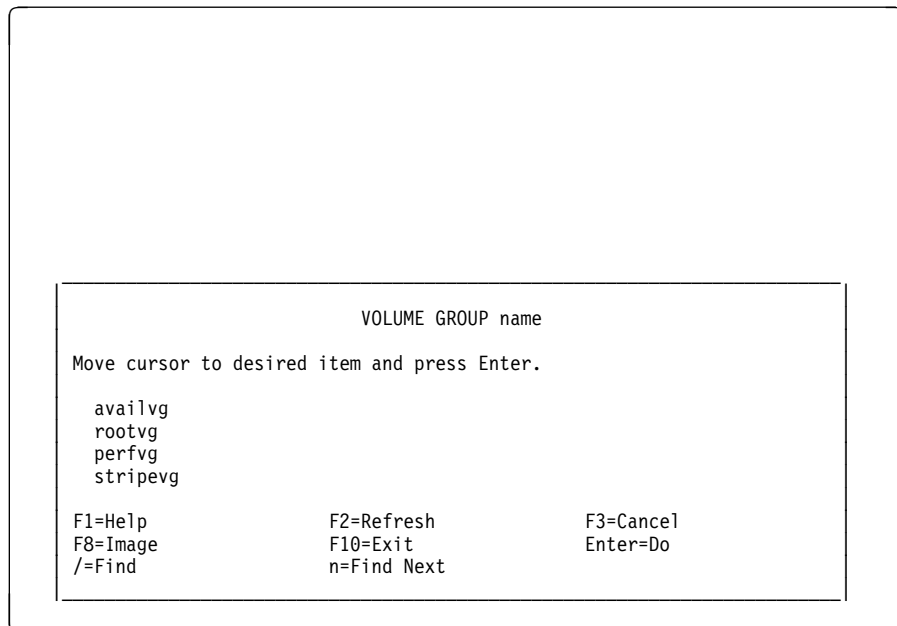 VOLUME GROUP name
Move cursor to desired item and press Enter.
availvg
rootvg
perfvg
stripevg
F1=Help F2=Refresh F3=Cancel
F8=Image F10=Exit Enter=Do
/=Find n=Find Next